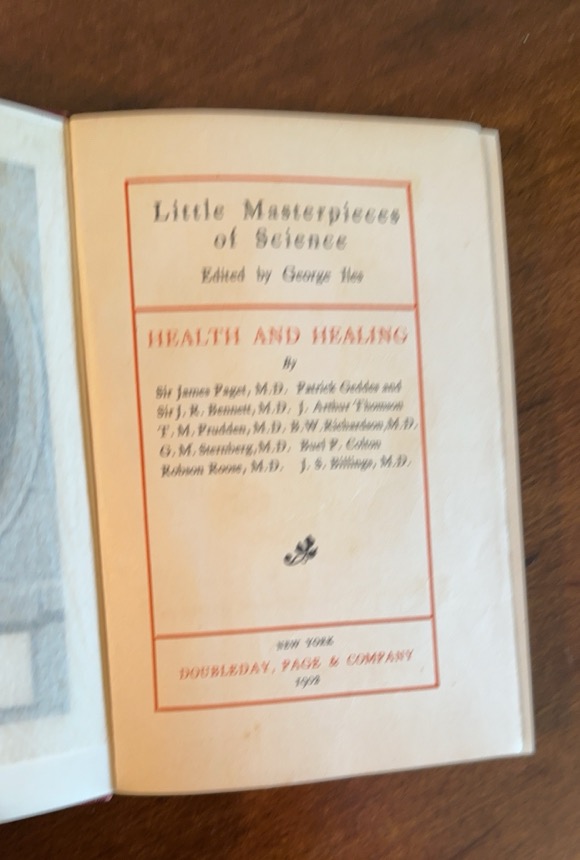 Little Masterpieces
of Science
Edited by George Iles
HEALTH AND HEALING
By
Sir James Paget, M.D. Patrick Geddes and
Sir J. R. Bennett, M.D. J. Arthur Thomson
T. M. Prudden, M.D. B. W. Richardson, M.D.
G. M. Sternberg, M.D. Buel P. Colton
Robson Roose, M.D. J. S. Billings, M.D.
NEW YORK
DOUBLEDAY, PAGE & COMPANY